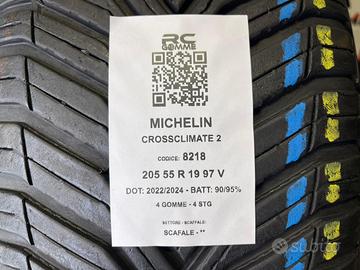 RC
GOMME
MICHELIN
CROSSCLIMATE 2
CODICE: 8218
205 55 R 19 97 V
DOT: 2022/2024 - BATT: 90/95%
4 GOMME - 4 STG
SETTORE - SCAFFALE:
SCAFALE - **
subito